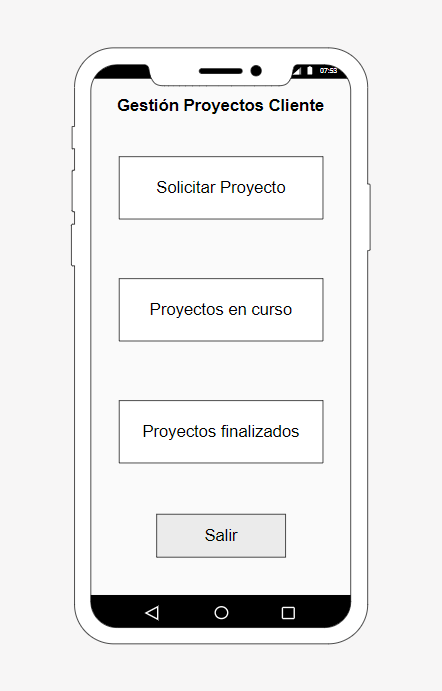 07:53
Gestión Proyectos Cliente
Solicitar Proyecto
Proyectos en curso
Proyectos finalizados
Salir